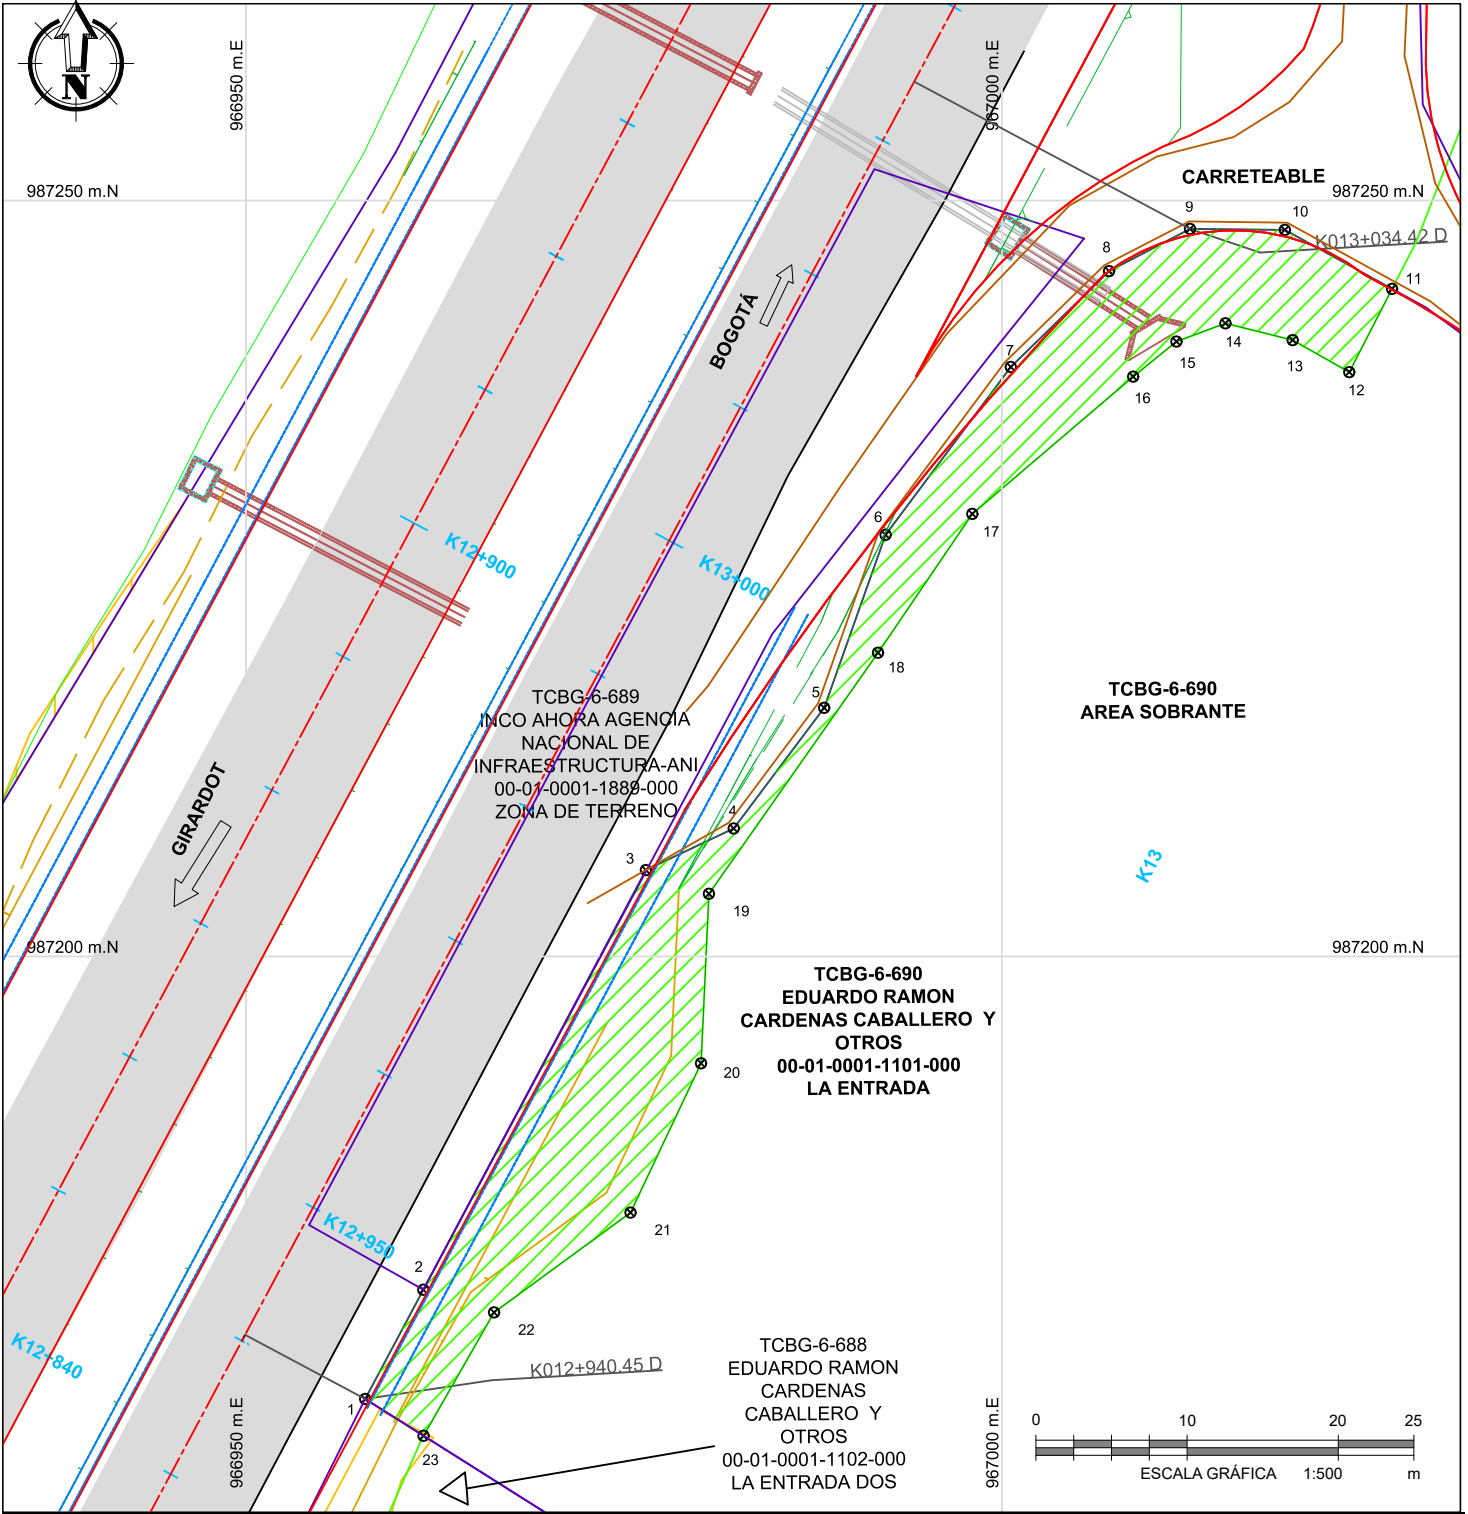 N
966950 m.E
967000 m.E
987250 m.N
CARRETEABLE
987250 m.N
9
10
K013+034.42 D
8
11
BOGOTÁ
7
14
15
13
16
12
6
17
K12+900
K13+000
18
TCBG-6-689
INCO AHORA AGENCIA
NACIONAL DE
INFRAESTRUCTURA-ANI
00-01-0001-1889-000
ZONA DE TERRENO
5
TCBG-6-690
AREA SOBRANTE
GIRARDOT
4
3
K13
19
987200 m.N
987200 m.N
TCBG-6-690
EDUARDO RAMON
CARDENAS CABALLERO Y
OTROS
00-01-0001-1101-000
LA ENTRADA
20
21
K12+950
2
22
K12+840
K012+940.45 D
1
23
TCBG-6-688
EDUARDO RAMON
CARDENAS
CABALLERO Y
OTROS
00-01-0001-1102-000
LA ENTRADA DOS
966950 m.E
967000 m.E
0 10 20 25
ESCALA GRÁFICA 1:500 m